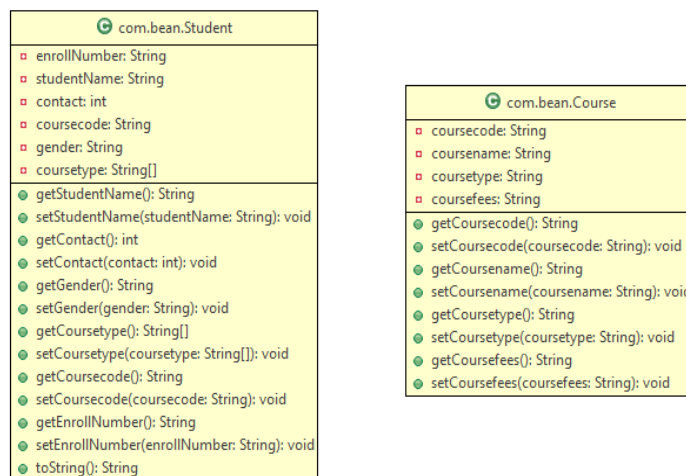 com.bean.Student
enrollNumber: String
studentName: String
contact: int
coursecode: String
gender: String
coursetype: String[]
getStudentName(): String
setStudentName(studentName: String): void
getContact(): int
setContact(contact: int): void
getGender(): String
setGender(gender: String): void
getCoursetype(): String[]
setCoursetype(coursetype: String[]): void
getCoursecode(): String
setCoursecode(coursecode: String): void
getEnrollNumber(): String
setEnrollNumber(enrollNumber: String): void
toString(): String
com.bean.Course
coursecode: String
coursename: String
coursetype: String
coursefees: String
getCoursecode(): String
setCoursecode(coursecode: String): void
getCoursename(): String
setCoursename(coursename: String): void
getCoursetype(): String
setCoursetype(coursetype: String): void
getCoursefees(): String
setCoursefees(coursefees: String): void